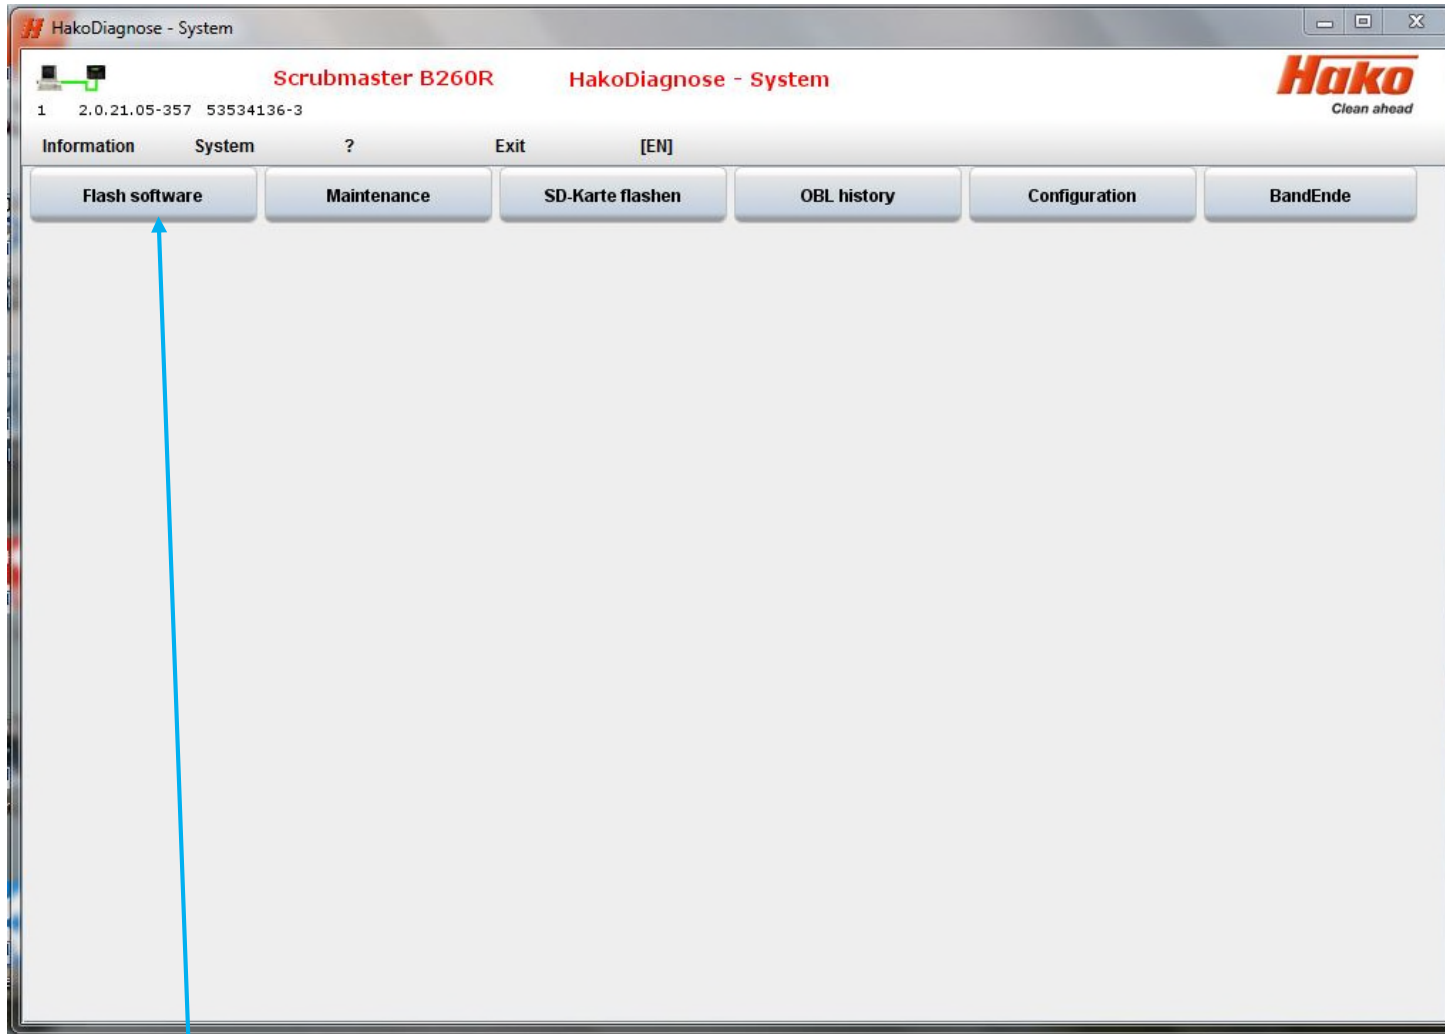 HakoDiagnose - System
Scrubmaster B260R HakoDiagnose - System
Hako
Clean ahead
1 2.0.21.05-357 53534136-3
Information System ? Exit [EN]
Flash software Maintenance SD-Karte flashen OBL history Configuration BandEnde